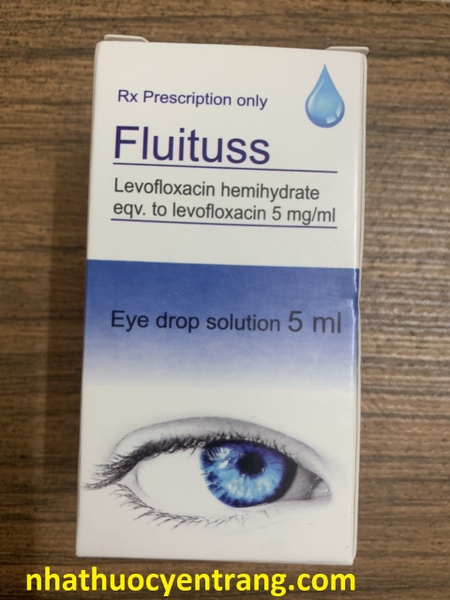 Rx Prescription only
Fluituss
Levofloxacin hemihydrate
eqv. to levofloxacin 5 mg/ml
Eye drop solution 5 ml
nhathuocyentrang.com